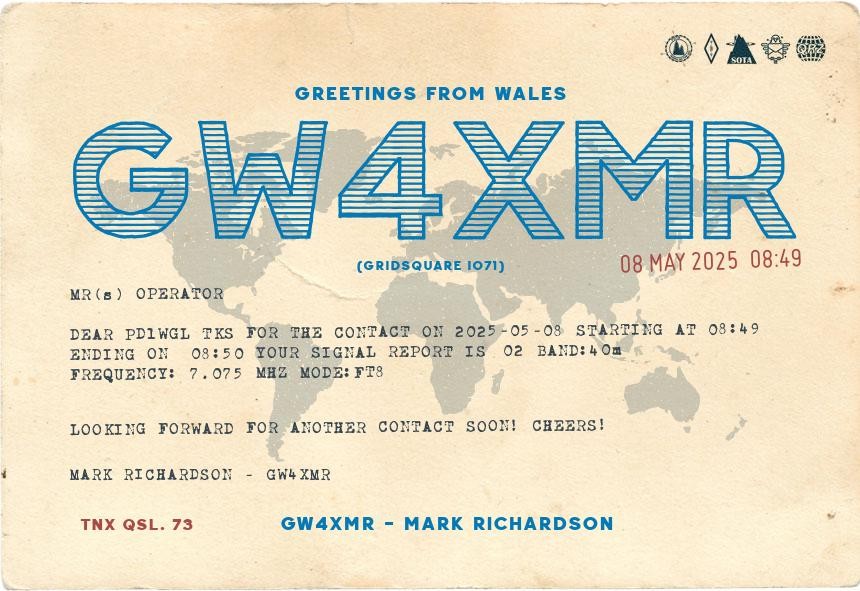 SOTA
QRZ
GREETINGS FROM WALES
GW4XMR
(GRIDSQUARE IO71)
08 MAY 2025 08:49
MR(s) OPERATOR
DEAR PD1WGL TKS FOR THE CONTACT ON 2025-05-08 STARTING AT 08:49
ENDING ON 08:50 YOUR SIGNAL REPORT IS 02 BAND:40m
FREQUENCY: 7.075 MHZ MODE:FT8
LOOKING FORWARD FOR ANOTHER CONTACT SOON! CHEERS!
MARK RICHARDSON - GW4XMR
TNX QSL. 73
GW4XMR - MARK RICHARDSON